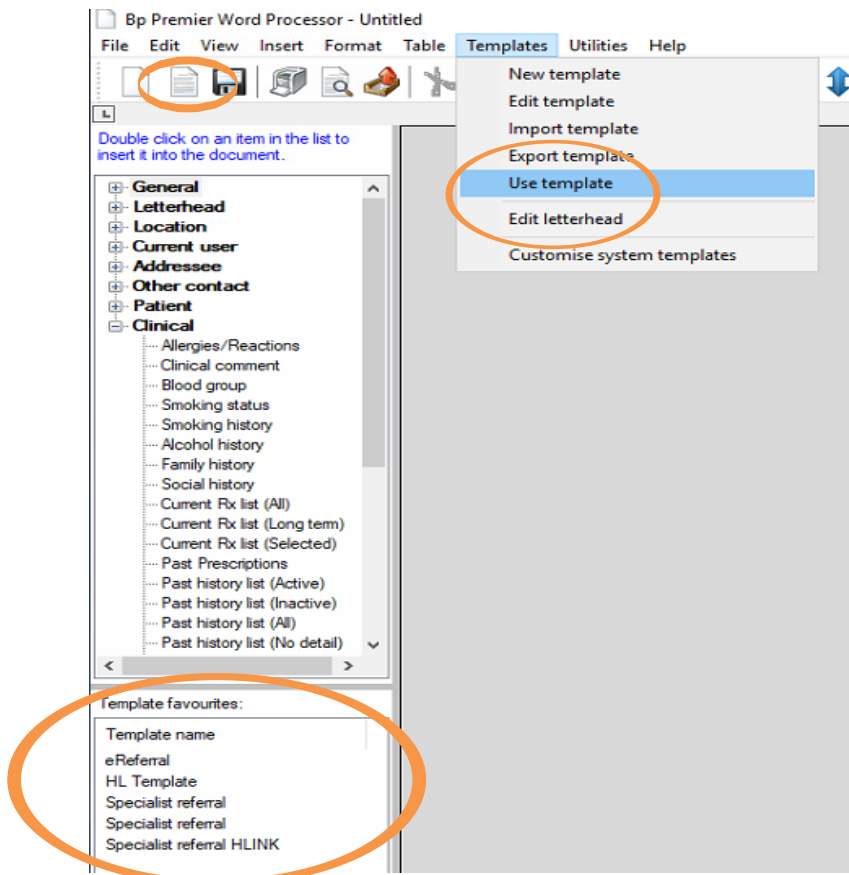 Bp Premier Word Processor - Untitled
File Edit View Insert Format Table Templates Utilities Help
New template
Edit template
Import template
Export template
Use template
Edit letterhead
Customise system templates
L
Double click on an item in the list to
insert it into the document.
General
Letterhead
Location
Current user
Addressee
Other contact
Patient
Clinical
Allergies/Reactions
Clinical comment
Blood group
Smoking status
Smoking history
Alcohol history
Family history
Social history
Current Rx list (All)
Current Rx list (Long term)
Current Rx list (Selected)
Past Prescriptions
Past history list (Active)
Past history list (Inactive)
Past history list (All)
Past history list (No detail)
Template favourites:
Template name
eReferral
HL Template
Specialist referral
Specialist referral
Specialist referral HLINK